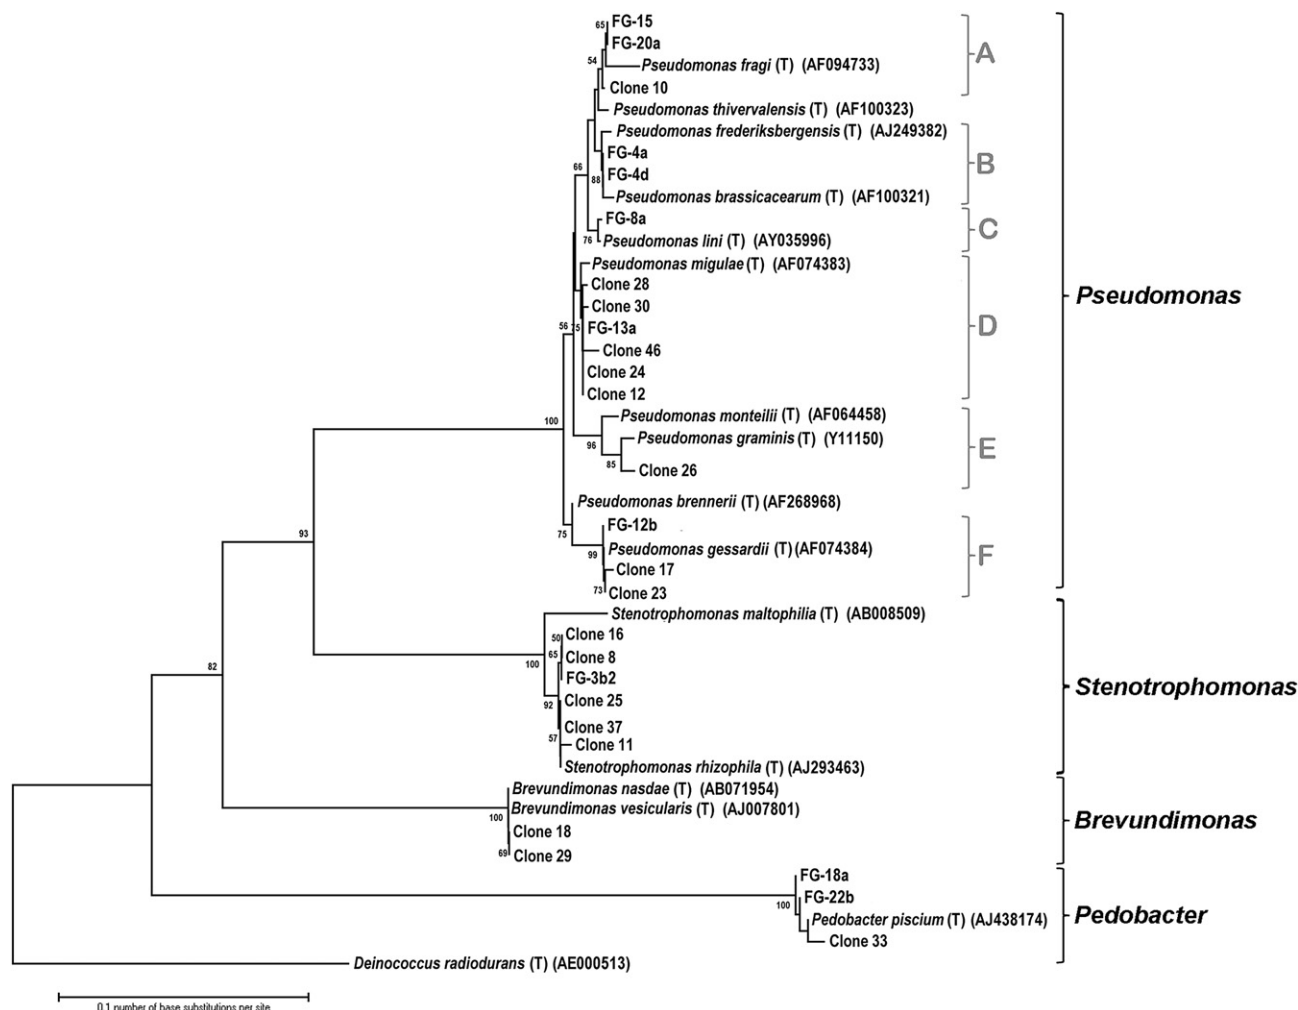 65
FG-15
FG-20a
54
Pseudomonas fragi (T) (AF094733)
A
Clone 10
Pseudomonas thivervalensis (T) (AF100323)
Pseudomonas frederiksbergensis (T) (AJ249382)
FG-4a
B
66
88
FG-4d
Pseudomonas brassicacearum (T) (AF100321)
FG-8a
C
76
Pseudomonas lini (T) (AY035996)
Pseudomonas migulae (T) (AF074383)
Clone 28
Pseudomonas
Clone 30
56
75
FG-13a
D
Clone 46
Clone 24
Clone 12
100
Pseudomonas monteilii (T) (AF064458)
96
Pseudomonas graminis (T) (Y11150)
E
85
Clone 26
Pseudomonas brennerii (T) (AF268968)
93
75
FG-12b
99
Pseudomonas gessardii (T) (AF074384)
F
Clone 17
73
Clone 23
Stenotrophomonas maltophilia (T) (AB008509)
50
Clone 16
65
Clone 8
100
82
FG-3b2
Stenotrophomonas
92
Clone 25
Clone 37
57
Clone 11
Stenotrophomonas rhizophila (T) (AJ293463)
Brevundimonas nasdae (T) (AB071954)
Brevundimonas vesicularis (T) (AJ007801)
100
Brevundimonas
Clone 18
69
Clone 29
FG-18a
FG-22b
100
Pedobacter piscium (T) (AJ438174)
Pedobacter
Clone 33
Deinococcus radiodurans (T) (AE000513)
0.1 number of base substitutions per site